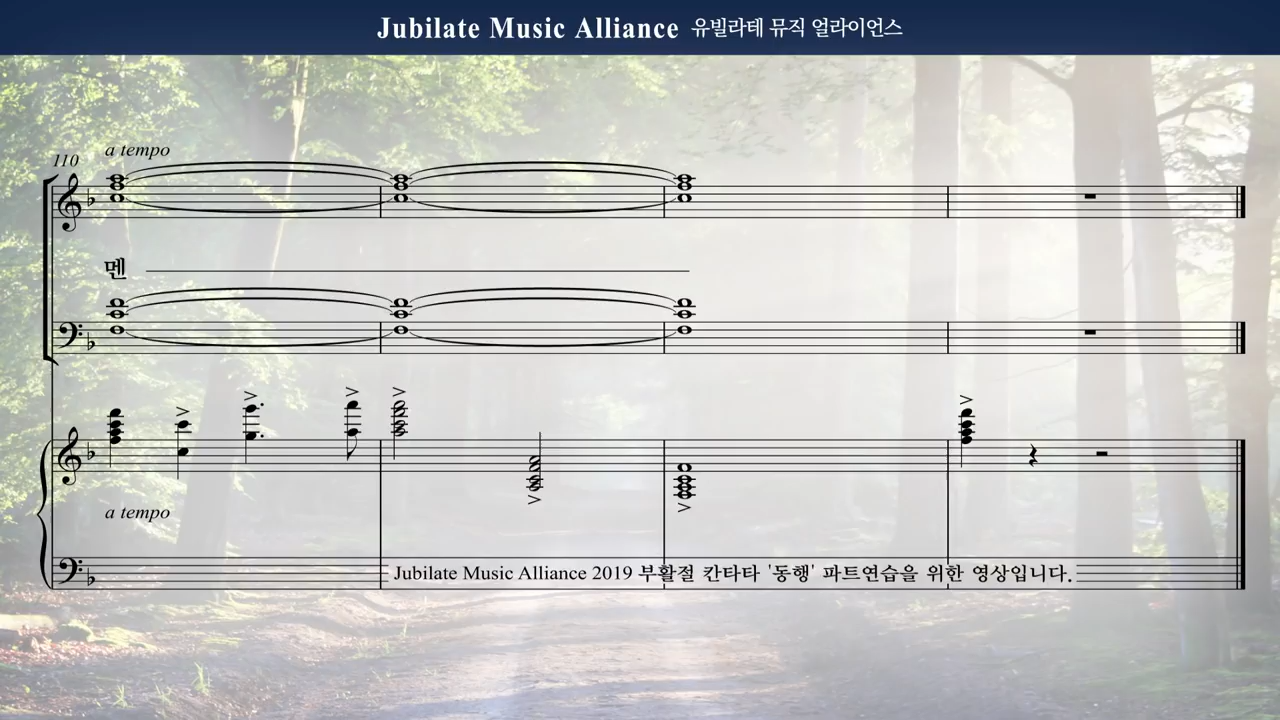 Jubilate Music Alliance 유빌라테 뮤직 얼라이언스
110 a tempo
멘
a tempo
Jubilate Music Alliance 2019 부활절 칸타타 '동행' 파트연습을 위한 영상입니다.